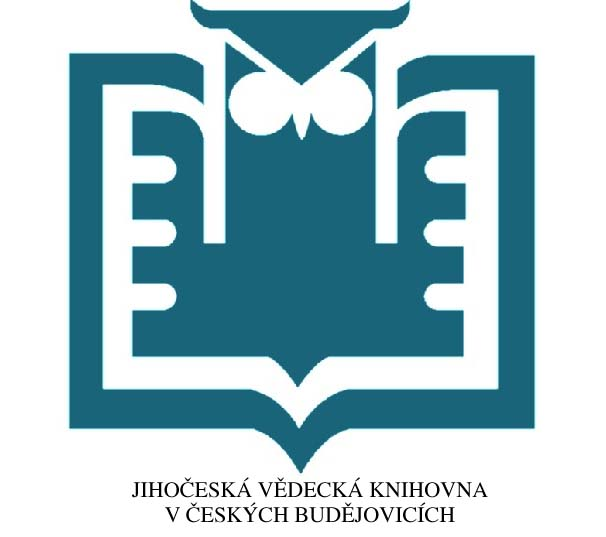 JIHOČESKÁ VĚDECKÁ KNIHOVNA
V ČESKÝCH BUDĚJOVICÍCH